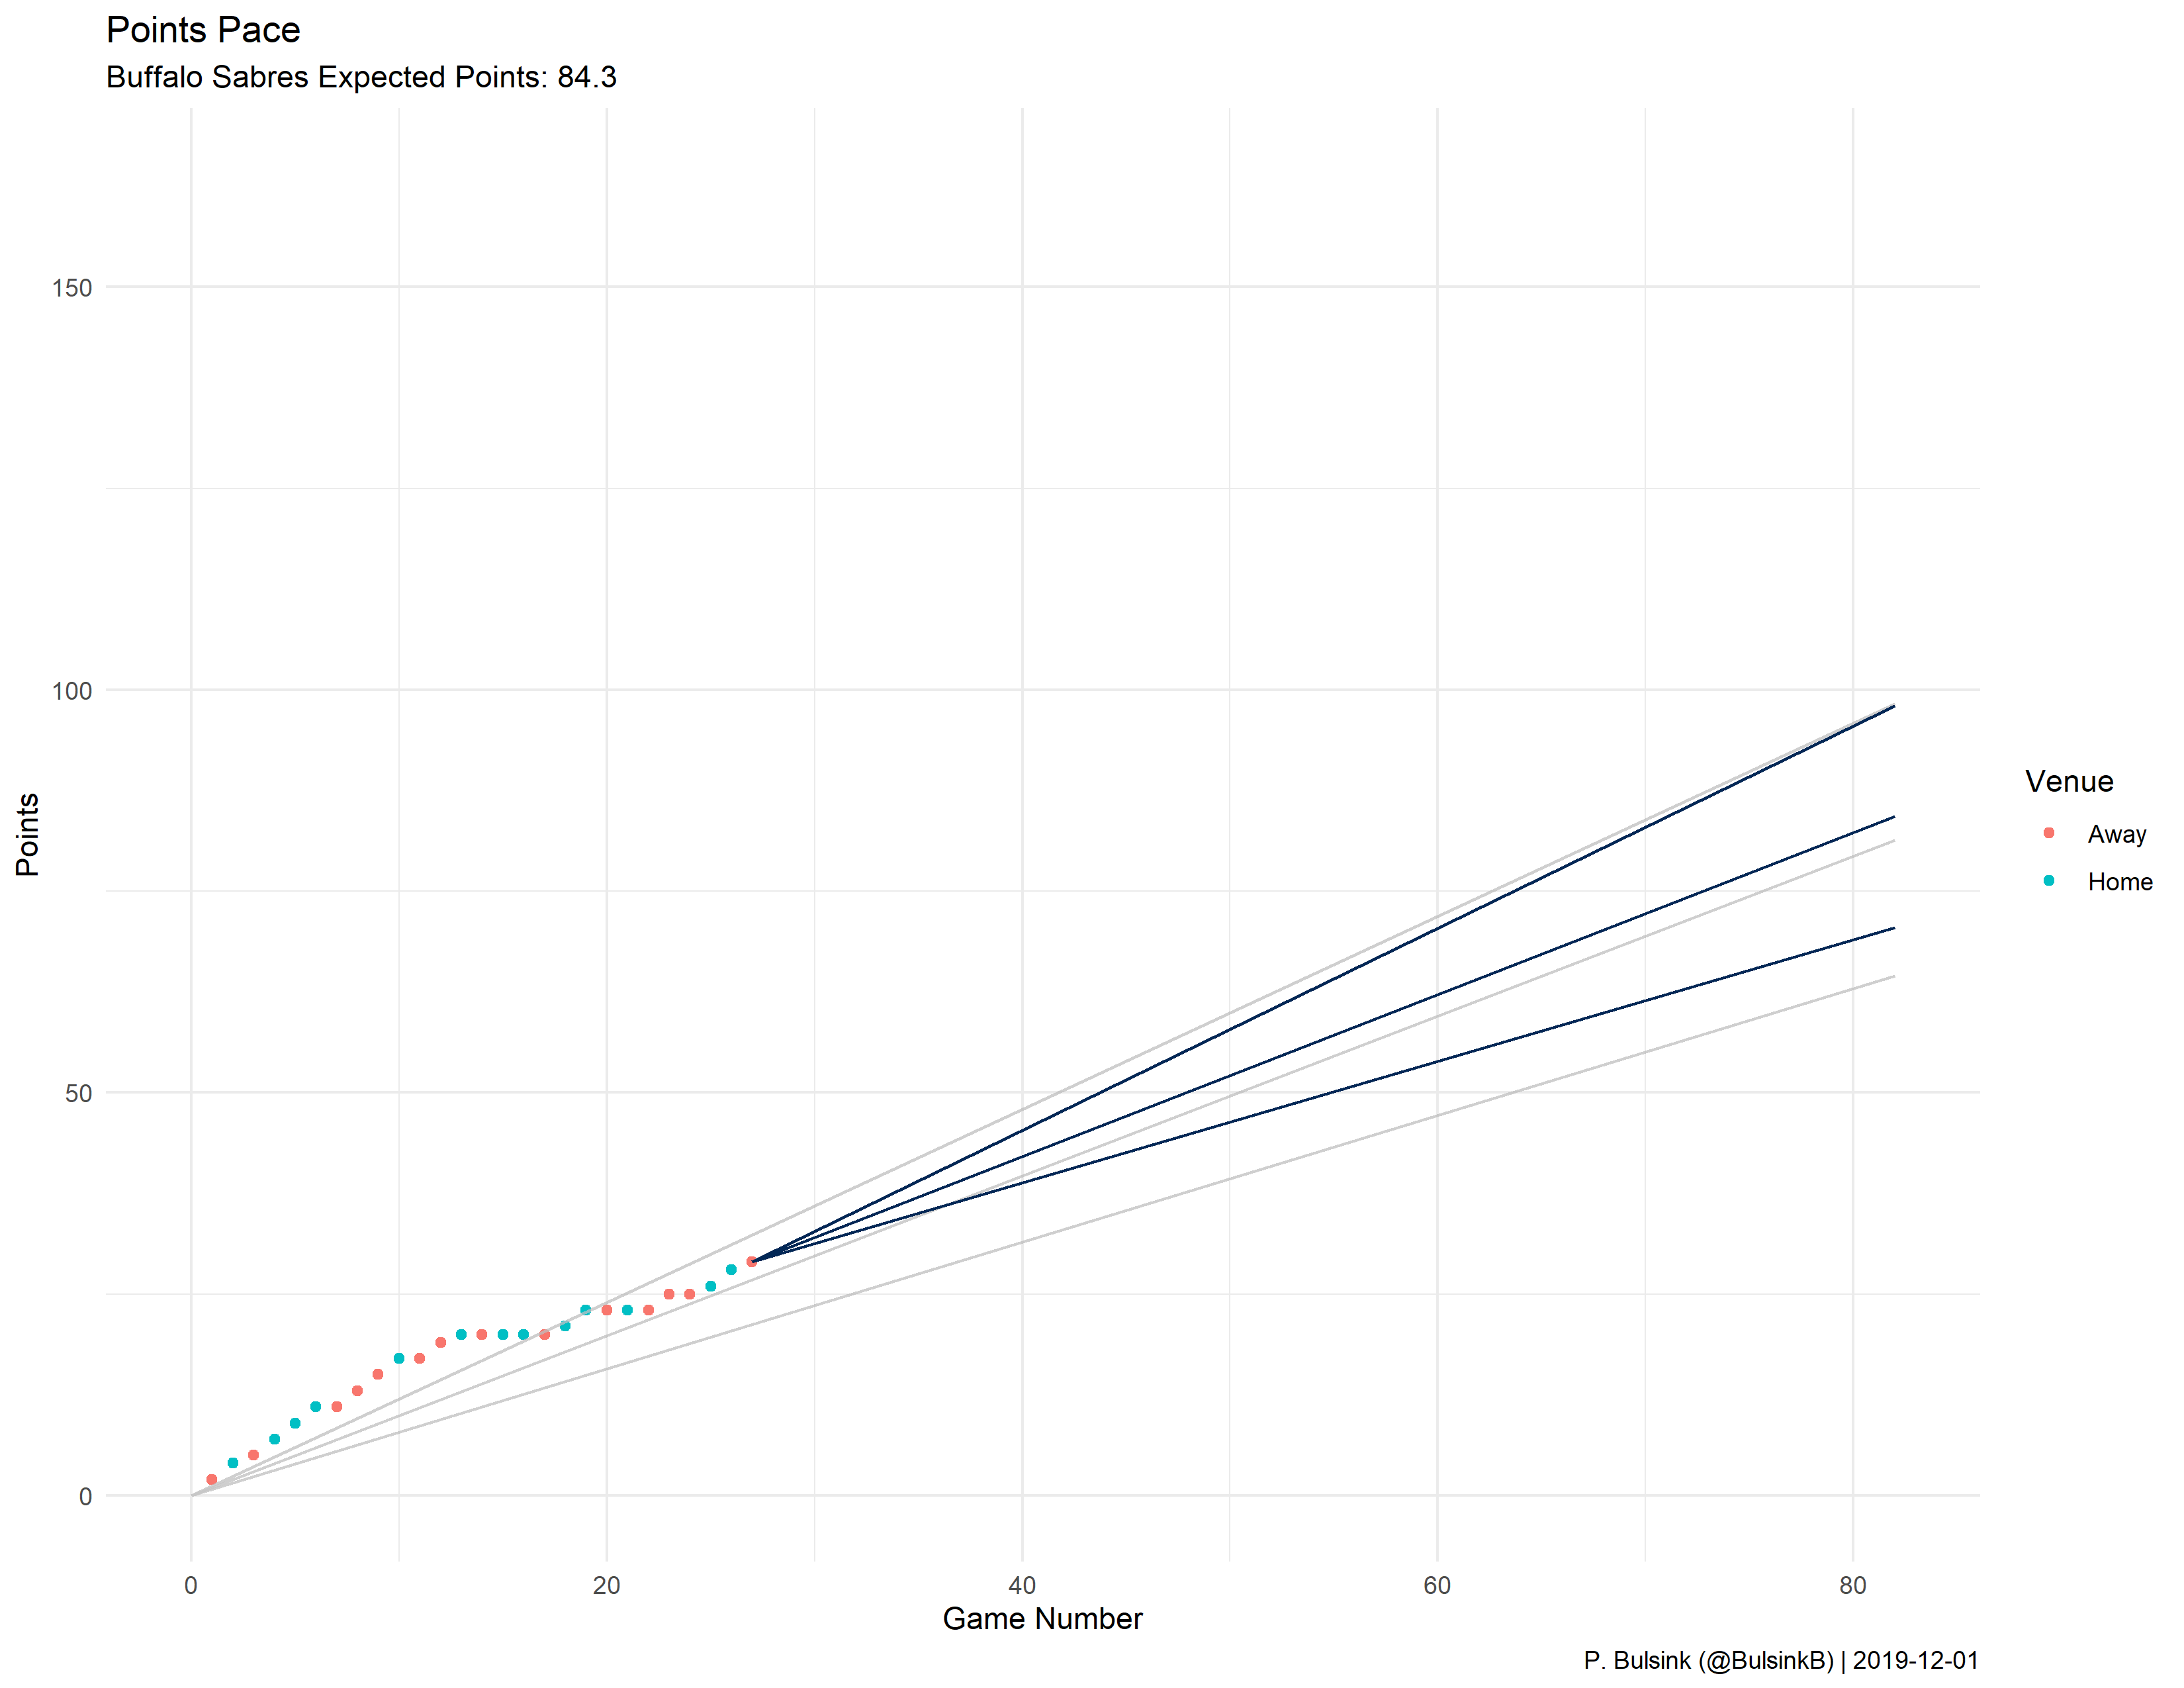 Points Pace
Buffalo Sabres Expected Points: 84.3
150
100
50
0
Points
0 20 40 60 80
Game Number
Venue
Away
Home
P. Bulsink (@BulsinkB) | 2019-12-01